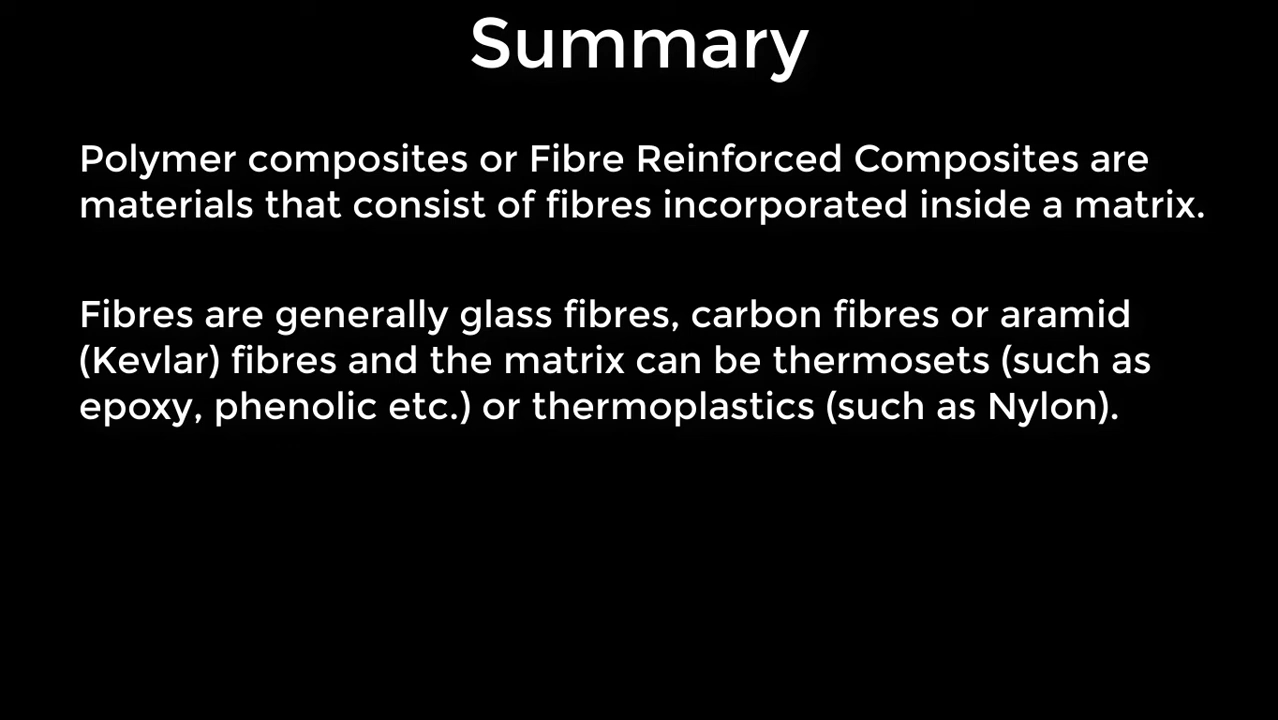 Summary
Polymer composites or Fibre Reinforced Composites are
materials that consist of fibres incorporated inside a matrix.
Fibres are generally glass fibres, carbon fibres or aramid
(Kevlar) fibres and the matrix can be thermosets (such as
epoxy, phenolic etc.) or thermoplastics (such as Nylon).